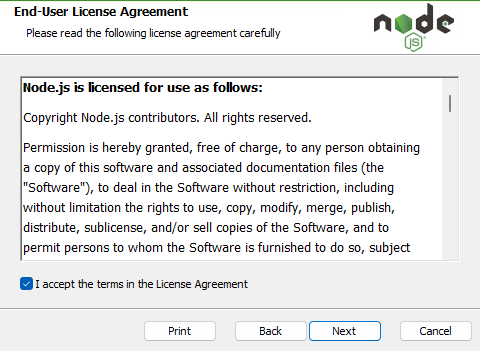 End-User License Agreement
Please read the following license agreement carefully
node
JS
Node.js is licensed for use as follows:
Copyright Node.js contributors. All rights reserved.
Permission is hereby granted, free of charge, to any person obtaining
a copy of this software and associated documentation files (the
"Software"), to deal in the Software without restriction, including
without limitation the rights to use, copy, modify, merge, publish,
distribute, sublicense, and/or sell copies of the Software, and to
permit persons to whom the Software is furnished to do so, subject
I accept the terms in the License Agreement
Print
Back
Next
Cancel